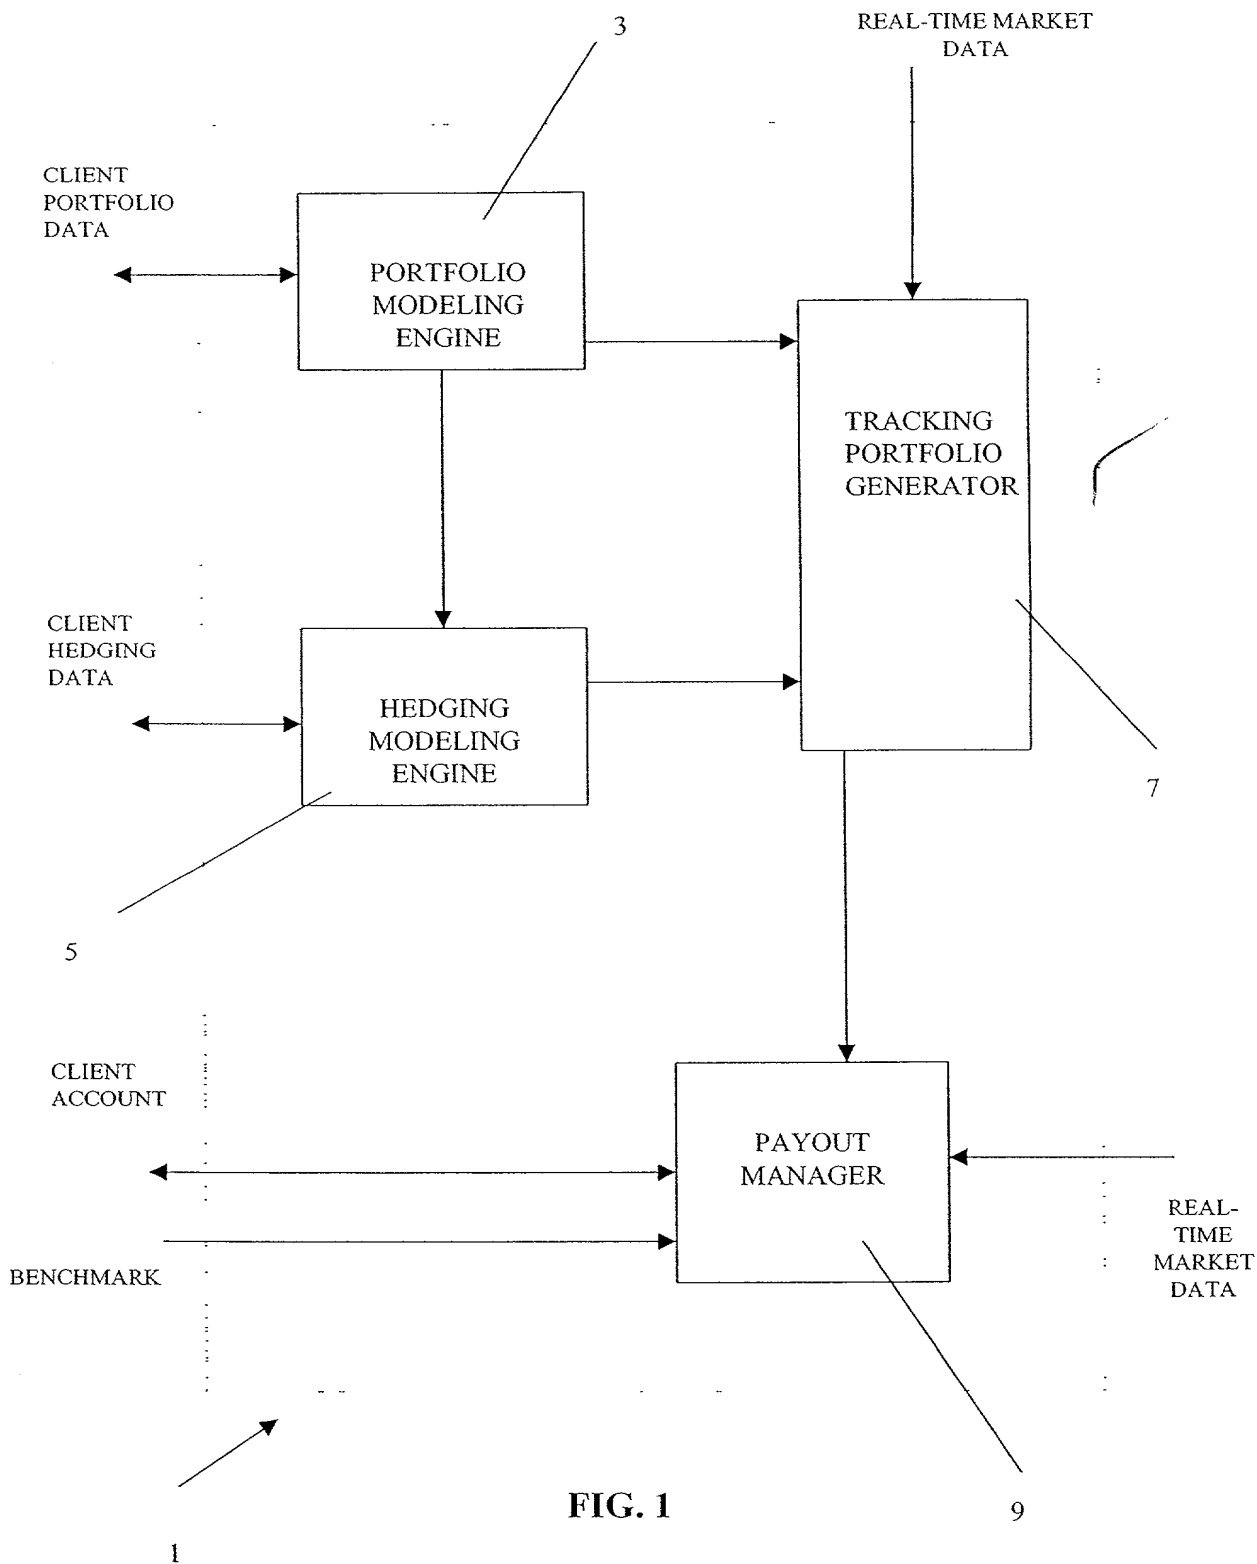 3
REAL-TIME MARKET
DATA
CLIENT
PORTFOLIO
DATA
PORTFOLIO
MODELING
ENGINE
TRACKING
PORTFOLIO
GENERATOR
CLIENT
HEDGING
DATA
HEDGING
MODELING
ENGINE
7
5
CLIENT
ACCOUNT
PAYOUT
MANAGER
BENCHMARK
REAL-
TIME
MARKET
DATA
FIG. 1
9
1